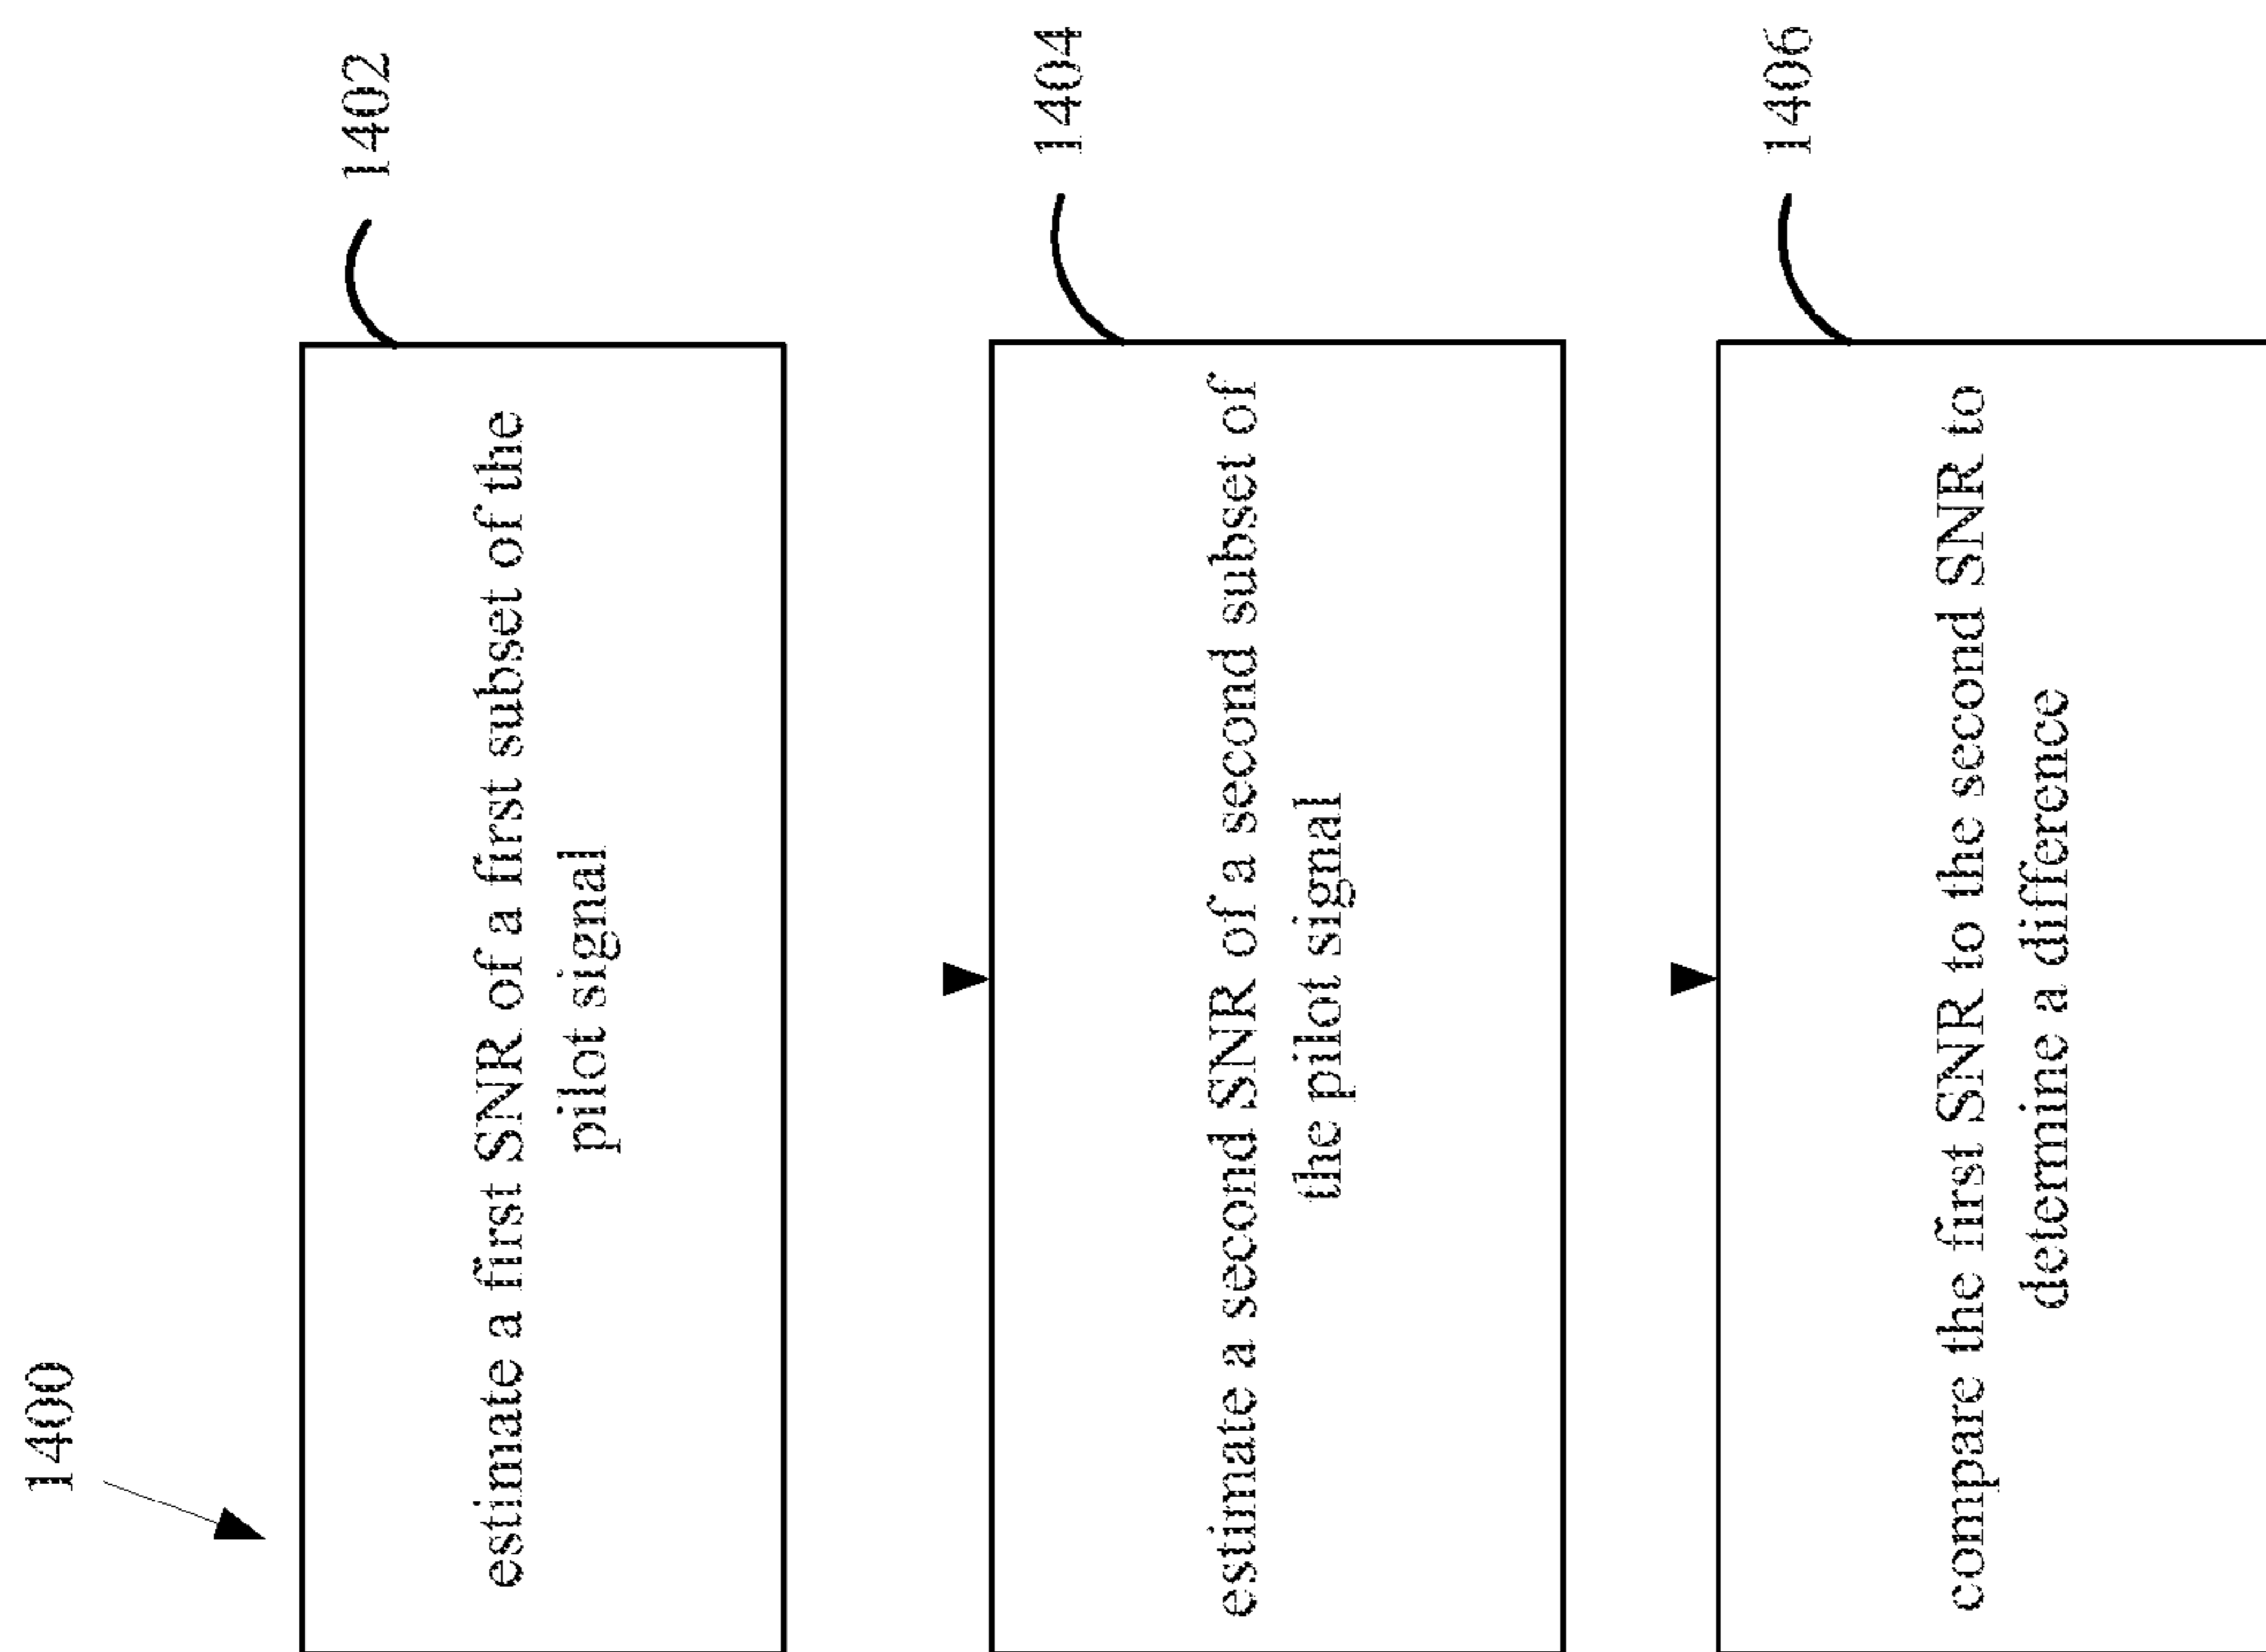 1400
1402
estimate a first SNR of a first subset of the
pilot signal
1404
estimate a second SNR of a second subset of
the pilot signal
1406
compare the first SNR to the second SNR to
determine a difference